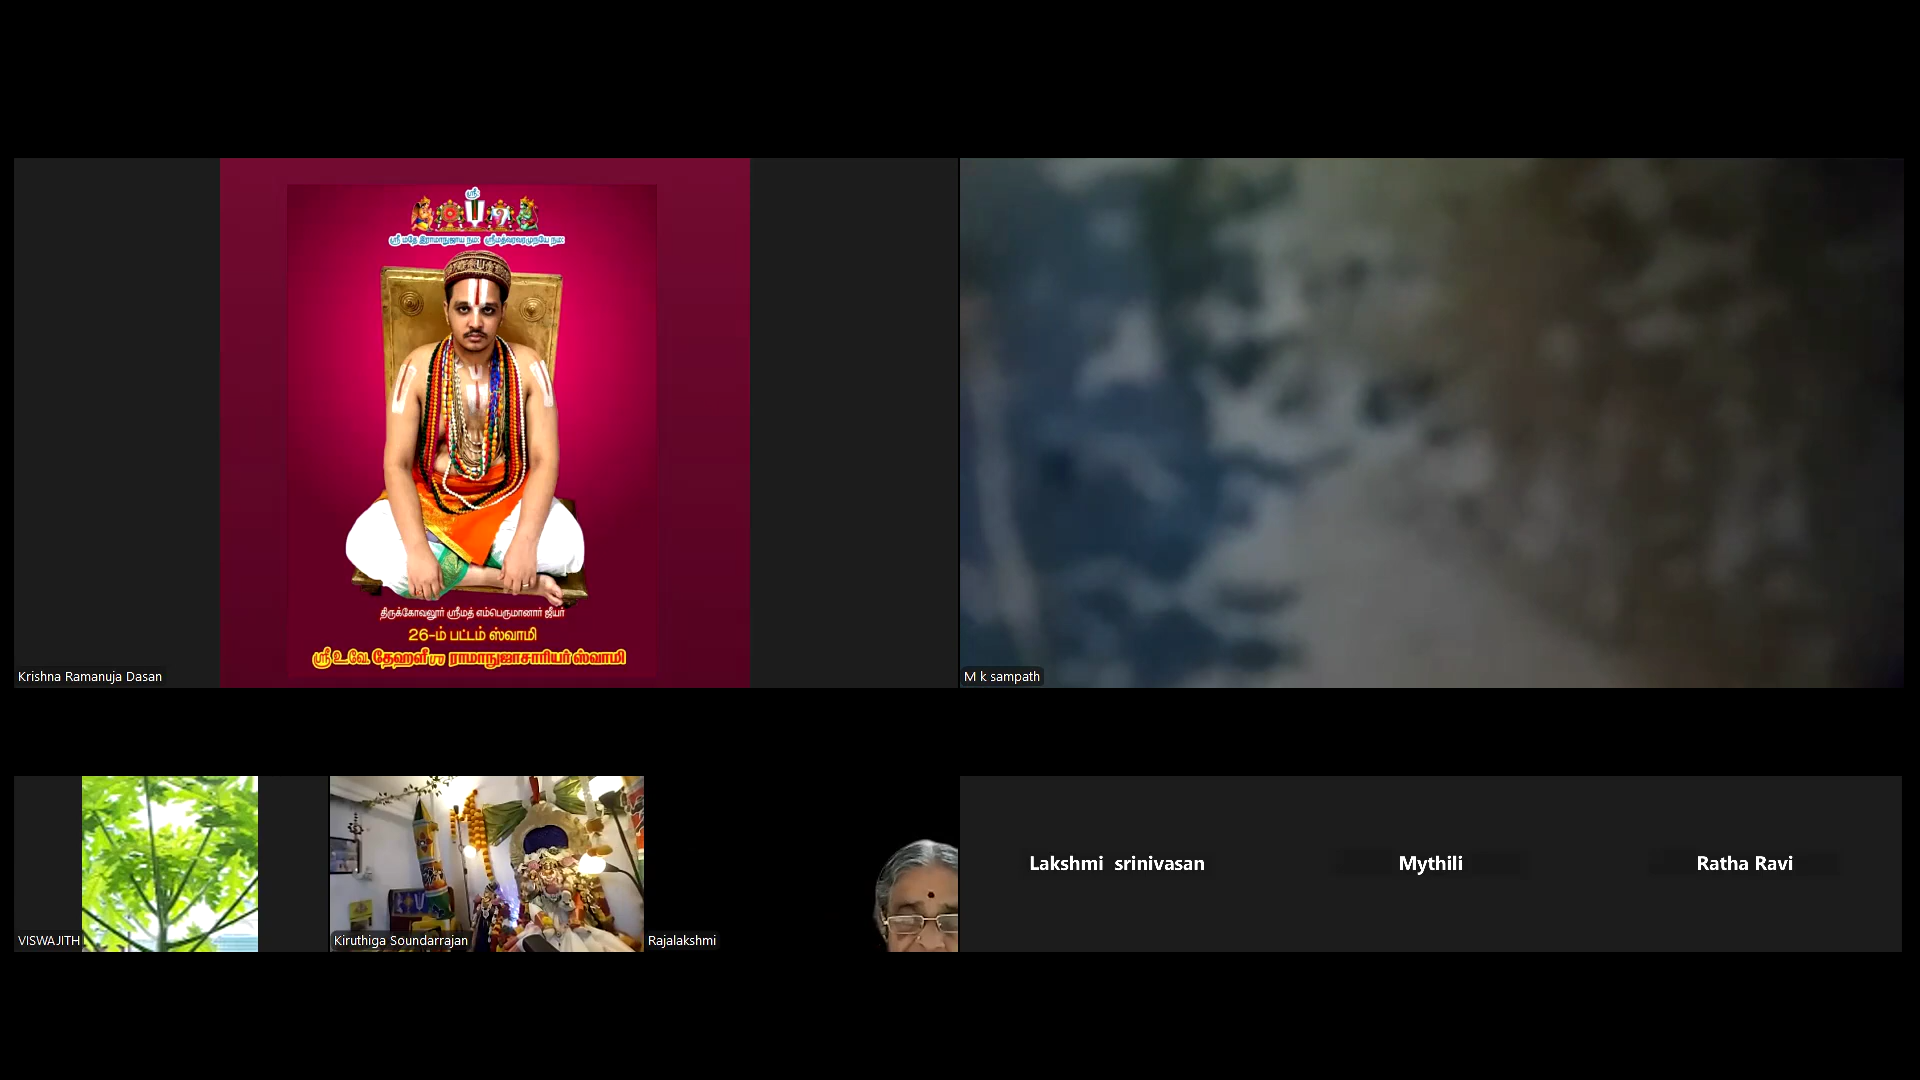 ஸ்ரீ:
ஸ்ரீ மதே இராமாநுஜாய நம: ஸ்ரீமத்வரவரமுநயே நம:
திருக்கோவலூர் ஸ்ரீமத் எம்பெருமானார் ஜீயர்
26-ம் பட்டம் ஸ்வாமி
ஸ்ரீ உ.வே. தேஹளீச ராமாநுஜாசாரியர் ஸ்வாமி
Krishna Ramanuja Dasan
M k sampath
VISWAJITH
Kiruthiga Soundarrajan
Rajalakshmi
Lakshmi srinivasan
Mythili
Ratha Ravi